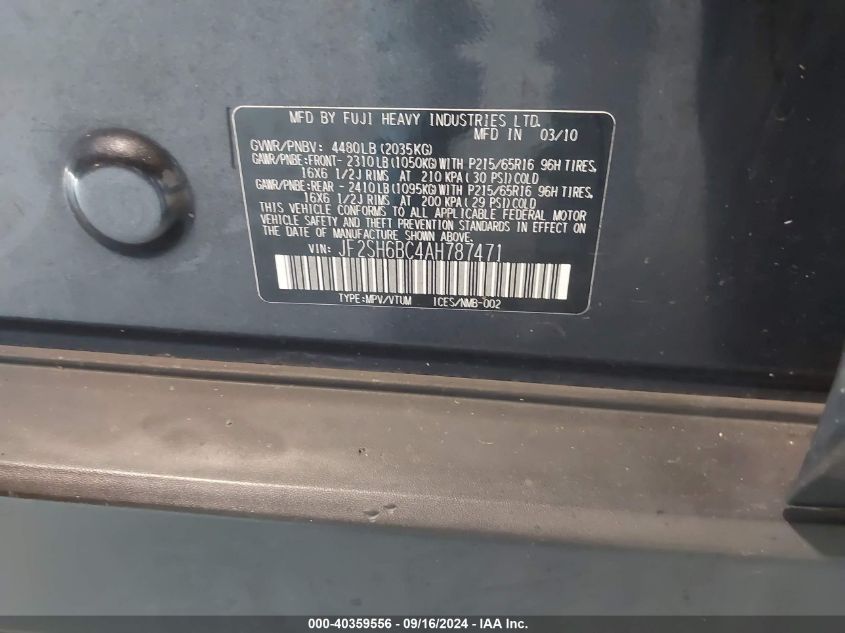 MFD BY FUJI HEAVY INDUSTRIES LTD.
MFD IN 03/10
GVWR/PNBV: 4480LB (2035KG)
GAWR/PNBE:FRONT- 2310LB(1050KG)WITH P215/65R16 96H TIRES,
16X6 1/2J RIMS AT 210 KPA( 30 PSI)COLD
GAWR/PNBE:REAR - 2410LB(1095KG)WITH P215/65R16 96H TIRES,
16X6 1/2J RIMS AT 200 KPA( 29 PSI)COLD
THIS VEHICLE CONFORMS TO ALL APPLICABLE FEDERAL MOTOR
VEHICLE SAFETY AND THEFT PREVENTION STANDARDS IN EFFECT ON
THE DATE OF MANUFACTURE SHOWN ABOVE.
VIN: JF2SH6BC4AH787471
TYPE:MPV/VTUM ICES/NMB-002
000-40359556 - 09/16/2024 - IAA Inc.